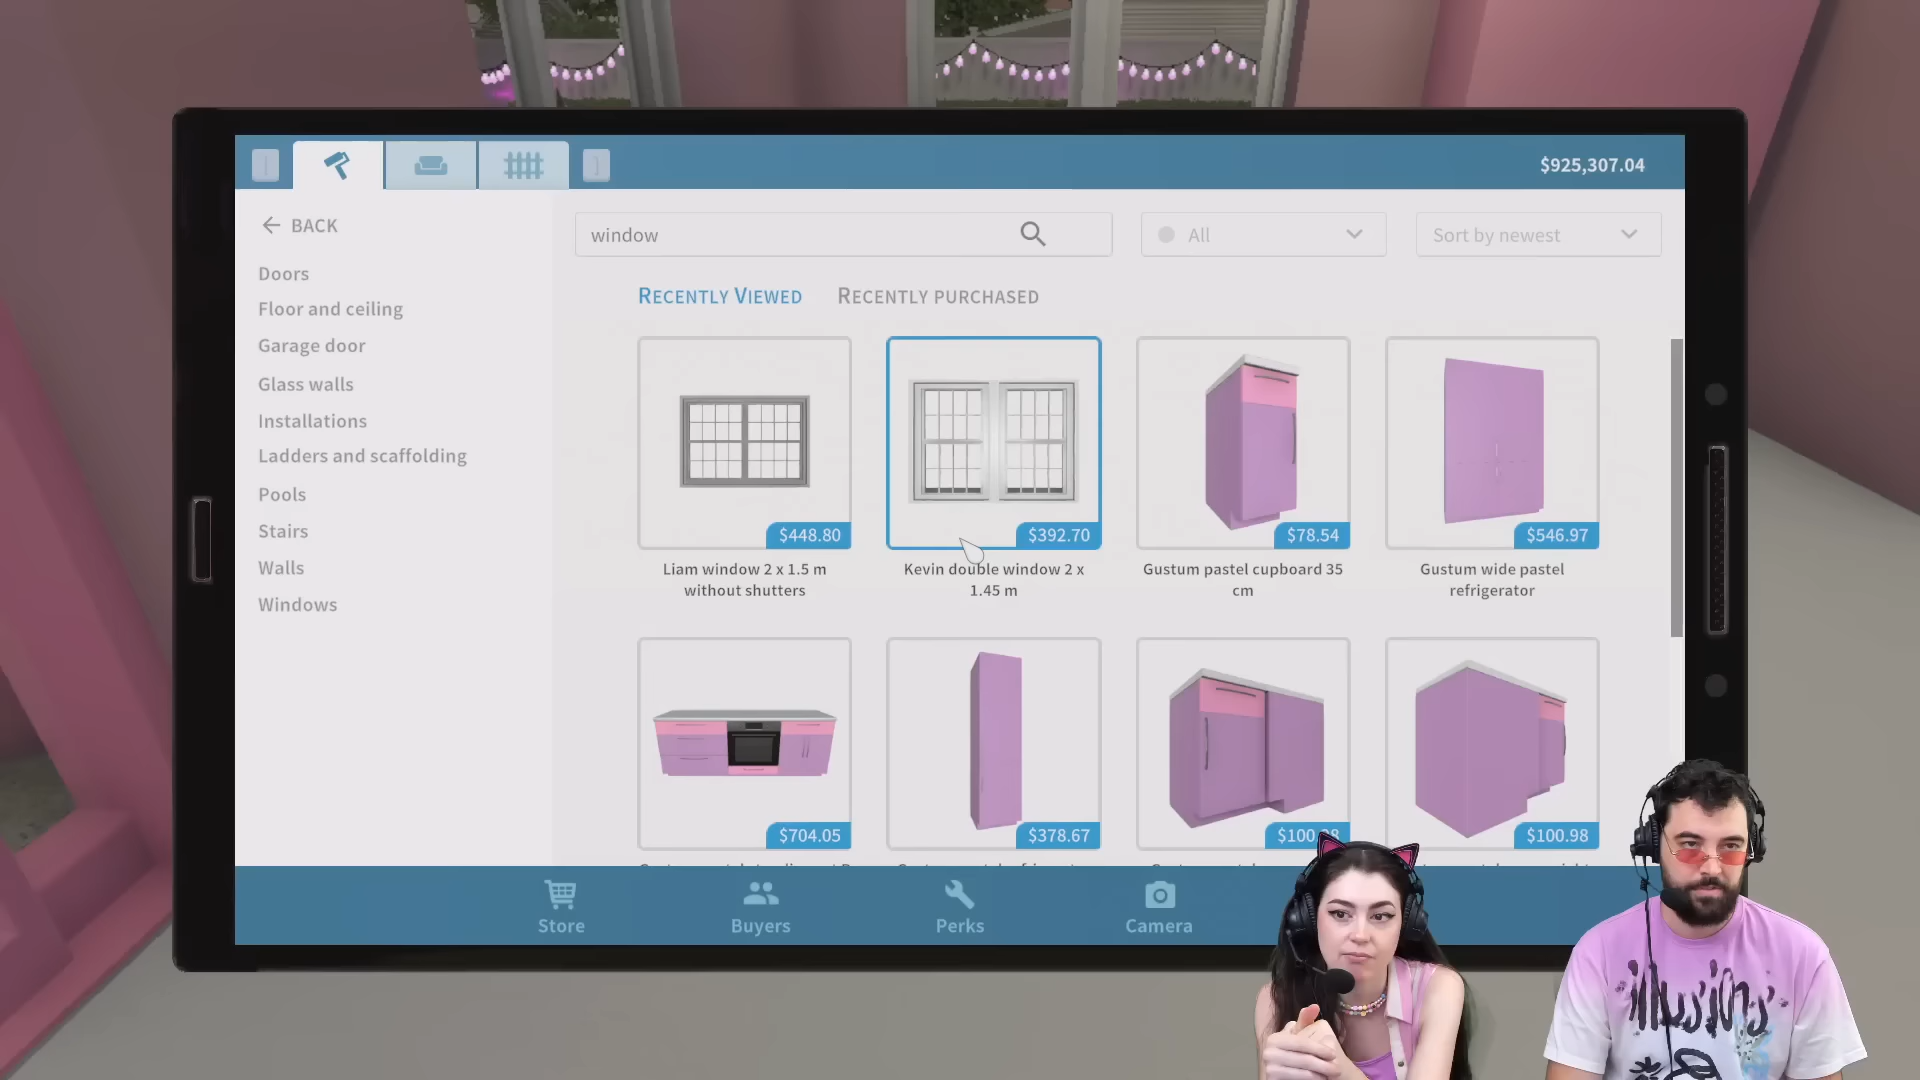 $925,307.04
BACK
window
All
Sort by newest
Doors
Floor and ceiling
Garage door
Glass walls
Installations
Ladders and scaffolding
Pools
Stairs
Walls
Windows
RECENTLY VIEWED
RECENTLY PURCHASED
$448.80
$392.70
$78.54
$546.97
Liam window 2 x 1.5 m
without shutters
Kevin double window 2 x
1.45 m
Gustum pastel cupboard 35
cm
Gustum wide pastel
refrigerator
$704.05
$378.67
$100.98
$100.98
Store
Buyers
Perks
Camera
illusions